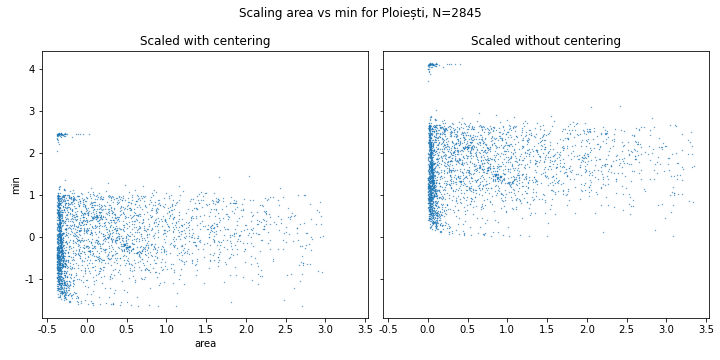 Scaling area vs min for Ploiești, N=2845
Scaled with centering
Scaled without centering
4
3
2
1
0
-1
min
-0.5 0.0 0.5 1.0 1.5 2.0 2.5 3.0 3.5
-0.5 0.0 0.5 1.0 1.5 2.0 2.5 3.0 3.5
area